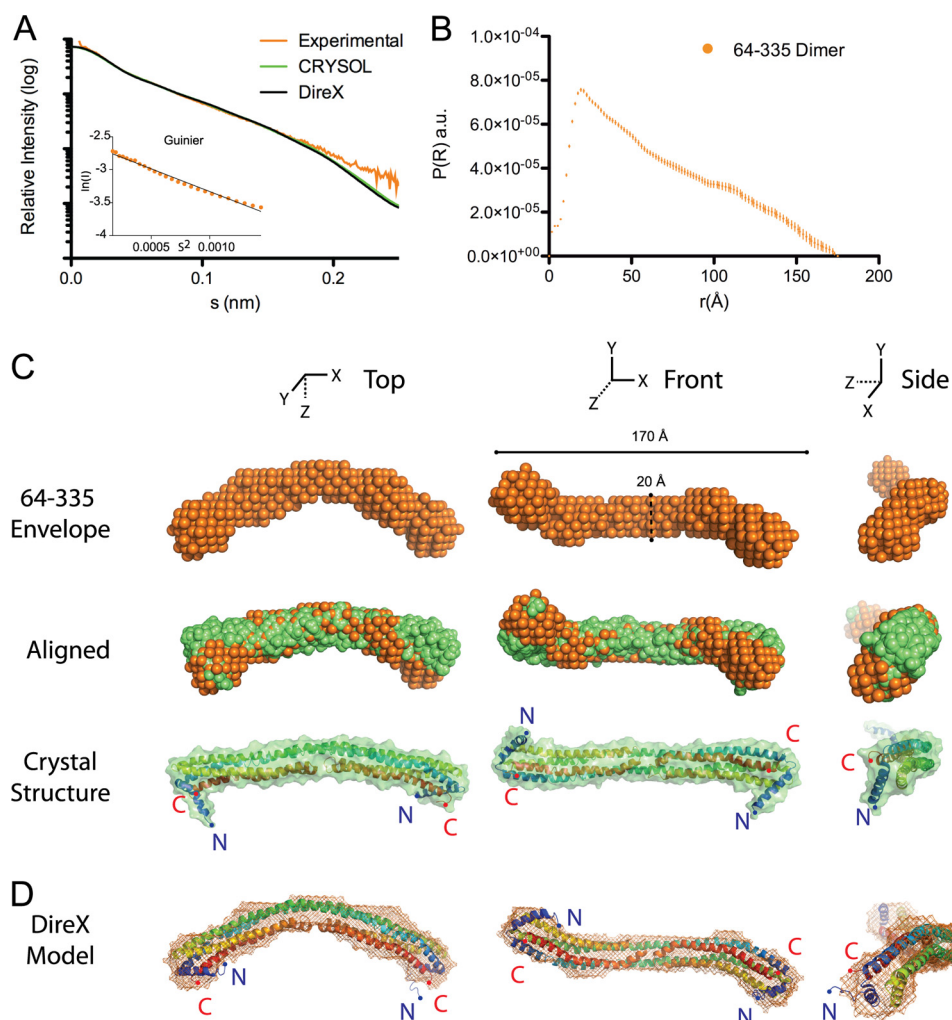 A
Experimental
CRYSOL
DireX
Relative Intensity (log)
Guinier
-2.5
-3
-3.5
-4
ln(I)
0.0005
0.0010
S²
0.0
0.1
0.2
s (nm)
B
64-335 Dimer
1.0×10⁻⁰⁴
8.0×10⁻⁰⁵
6.0×10⁻⁰⁵
4.0×10⁻⁰⁵
2.0×10⁻⁰⁵
0.0×10⁺⁰⁰
P(R) a.u.
0
50
100
150
200
r(Å)
C
Y
X
Z
Top
Y
X
Z
Front
Y
Z
X
Side
64-335
Envelope
170 Å
20 Å
Aligned
Crystal
Structure
C
N
N
C
N
C
C
N
C
N
D
DireX
Model
N
C
N
C
N
C
C
N
C
N